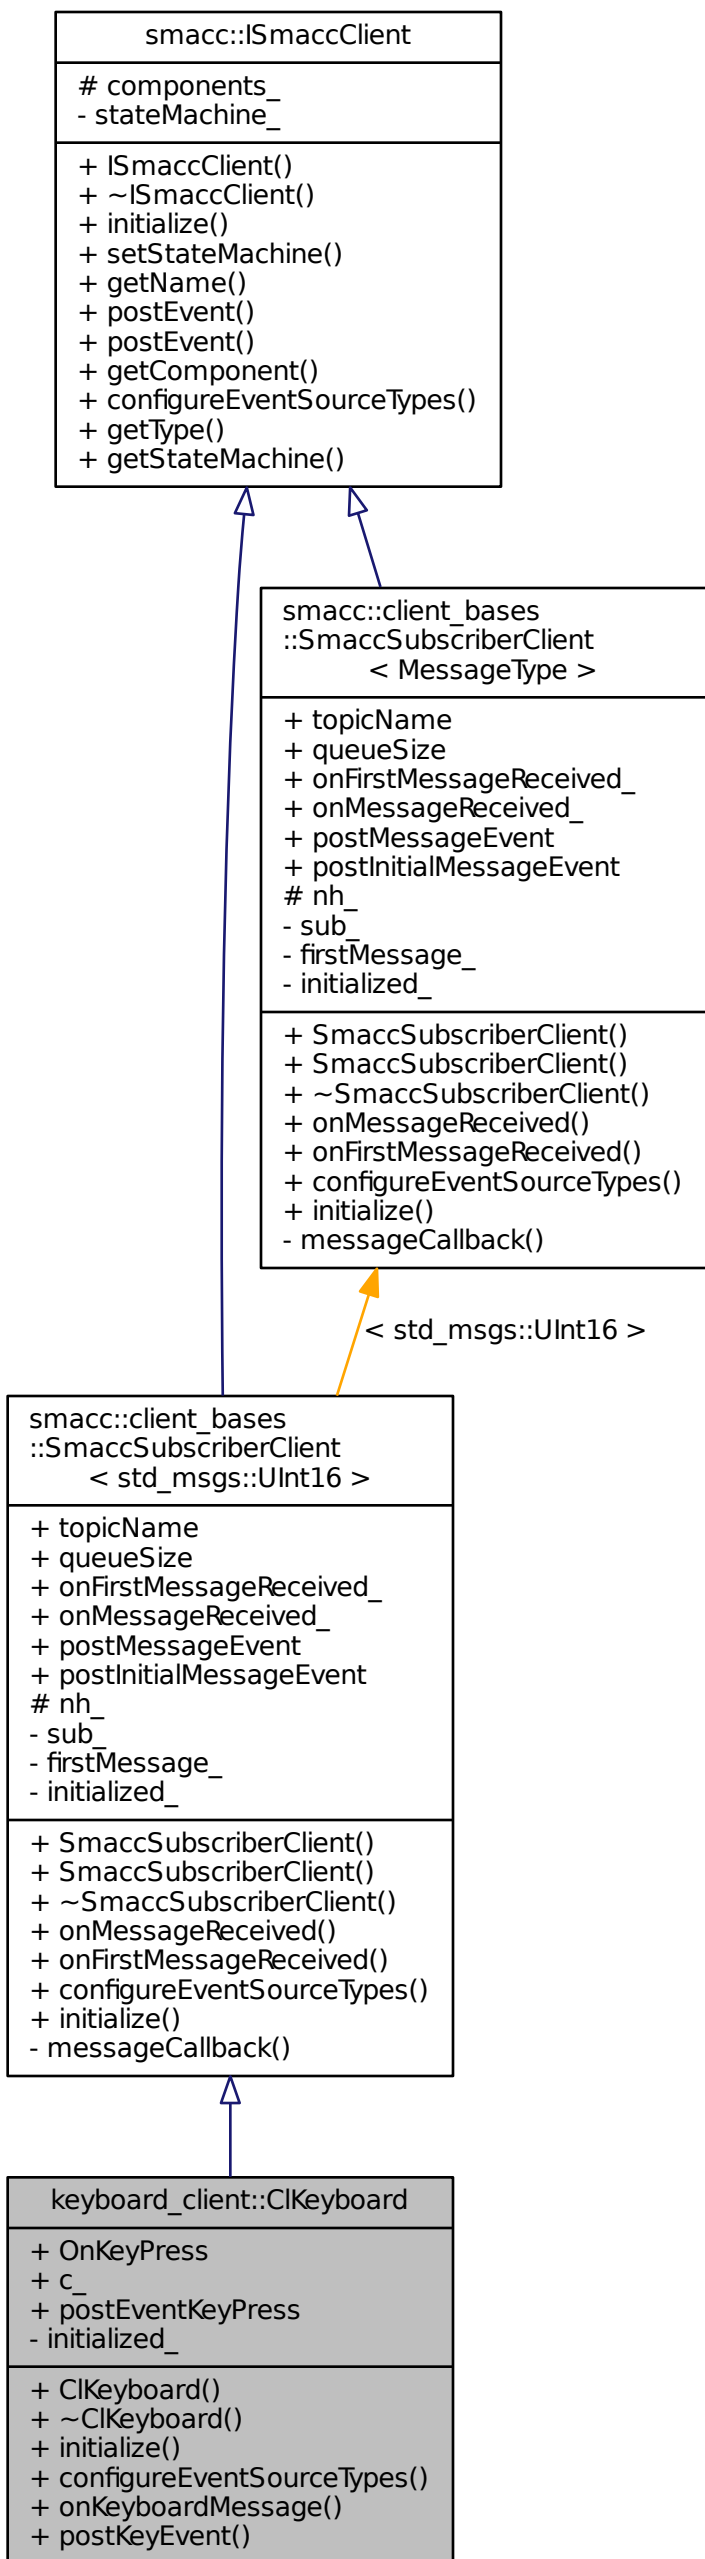 smacc::ISmaccClient
# components_
- stateMachine_
+ ISmaccClient()
+ ~ISmaccClient()
+ initialize()
+ setStateMachine()
+ getName()
+ postEvent()
+ postEvent()
+ getComponent()
+ configureEventSourceTypes()
+ getType()
+ getStateMachine()
smacc::client_bases
::SmaccSubscriberClient
< MessageType >
+ topicName
+ queueSize
+ onFirstMessageReceived_
+ onMessageReceived_
+ postMessageEvent
+ postInitialMessageEvent
# nh_
- sub_
- firstMessage_
- initialized_
+ SmaccSubscriberClient()
+ SmaccSubscriberClient()
+ ~SmaccSubscriberClient()
+ onMessageReceived()
+ onFirstMessageReceived()
+ configureEventSourceTypes()
+ initialize()
- messageCallback()
< std_msgs::UInt16 >
smacc::client_bases
::SmaccSubscriberClient
< std_msgs::UInt16 >
+ topicName
+ queueSize
+ onFirstMessageReceived_
+ onMessageReceived_
+ postMessageEvent
+ postInitialMessageEvent
# nh_
- sub_
- firstMessage_
- initialized_
+ SmaccSubscriberClient()
+ SmaccSubscriberClient()
+ ~SmaccSubscriberClient()
+ onMessageReceived()
+ onFirstMessageReceived()
+ configureEventSourceTypes()
+ initialize()
- messageCallback()
keyboard_client::ClKeyboard
+ OnKeyPress
+ c_
+ postEventKeyPress
- initialized_
+ ClKeyboard()
+ ~ClKeyboard()
+ initialize()
+ configureEventSourceTypes()
+ onKeyboardMessage()
+ postKeyEvent()